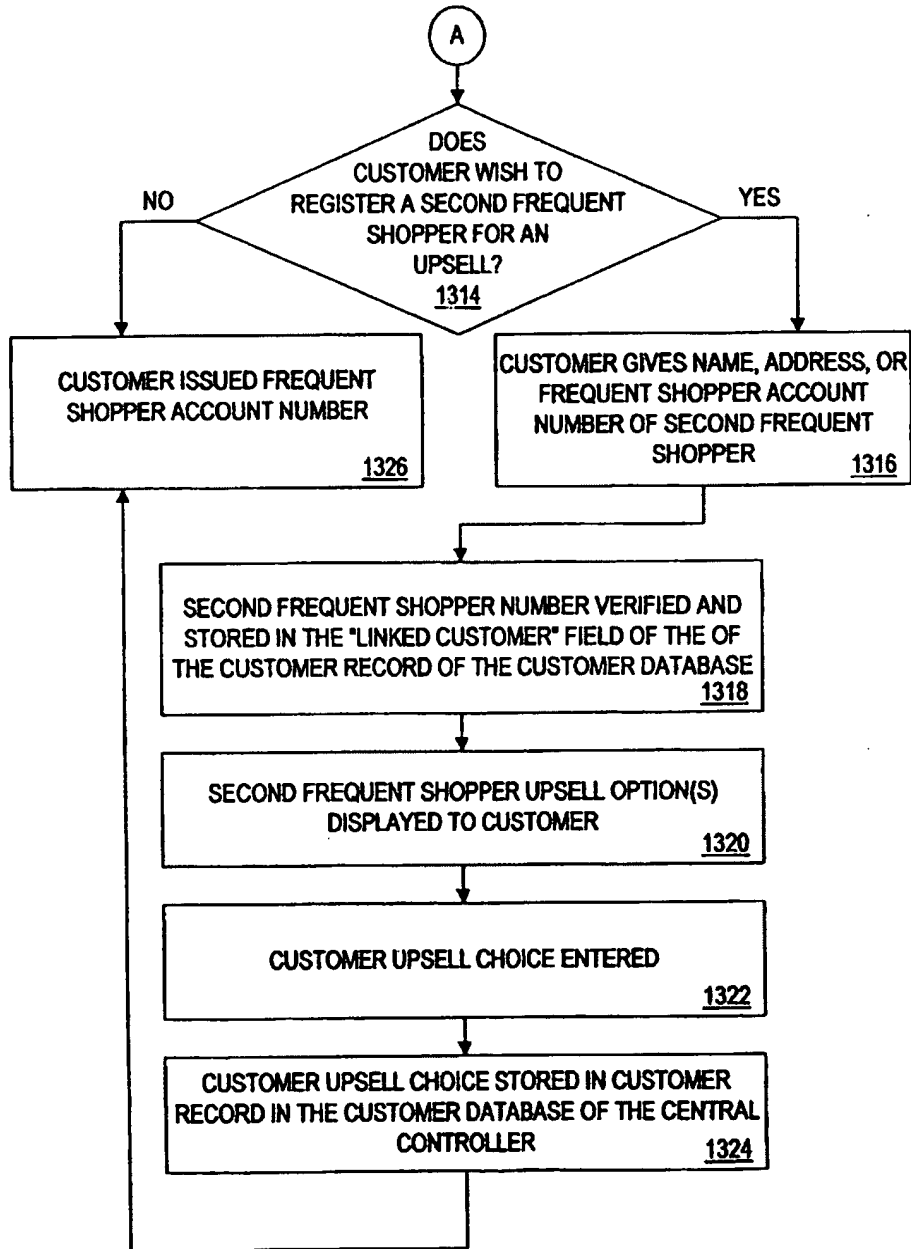 A
DOES
CUSTOMER WISH TO
REGISTER A SECOND FREQUENT
SHOPPER FOR AN
UPSELL?
1314
NO
YES
CUSTOMER ISSUED FREQUENT
SHOPPER ACCOUNT NUMBER
1326
CUSTOMER GIVES NAME, ADDRESS, OR
FREQUENT SHOPPER ACCOUNT
NUMBER OF SECOND FREQUENT
SHOPPER
1316
SECOND FREQUENT SHOPPER NUMBER VERIFIED AND
STORED IN THE "LINKED CUSTOMER" FIELD OF THE OF
THE CUSTOMER RECORD OF THE CUSTOMER DATABASE
1318
SECOND FREQUENT SHOPPER UPSELL OPTION(S)
DISPLAYED TO CUSTOMER
1320
CUSTOMER UPSELL CHOICE ENTERED
1322
CUSTOMER UPSELL CHOICE STORED IN CUSTOMER
RECORD IN THE CUSTOMER DATABASE OF THE CENTRAL
CONTROLLER
1324